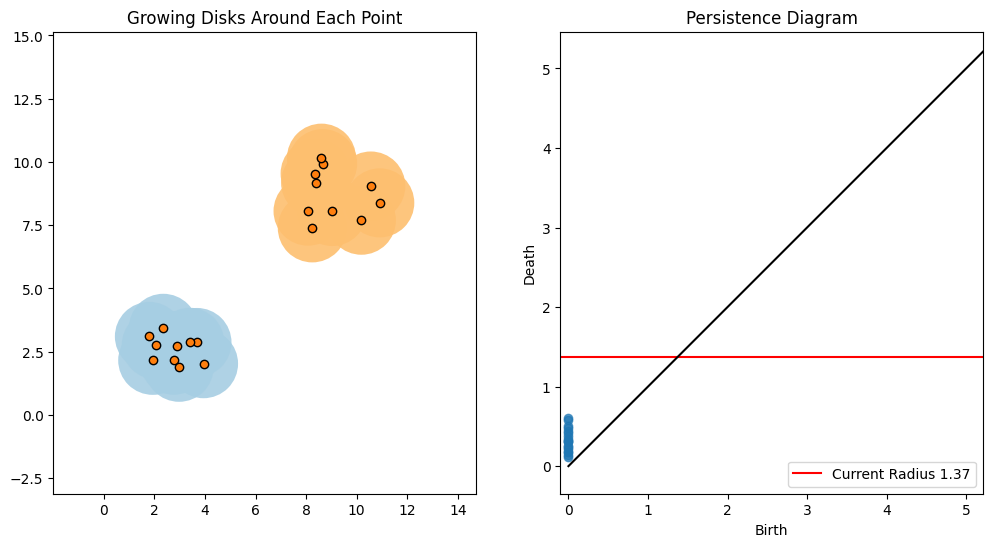 Growing Disks Around Each Point
15.0
12.5
10.0
7.5
5.0
2.5
0.0
−2.5
0 2 4 6 8 10 12 14
Persistence Diagram
Death
5
4
3
2
1
0
Current Radius 1.37
0 1 2 3 4 5
Birth